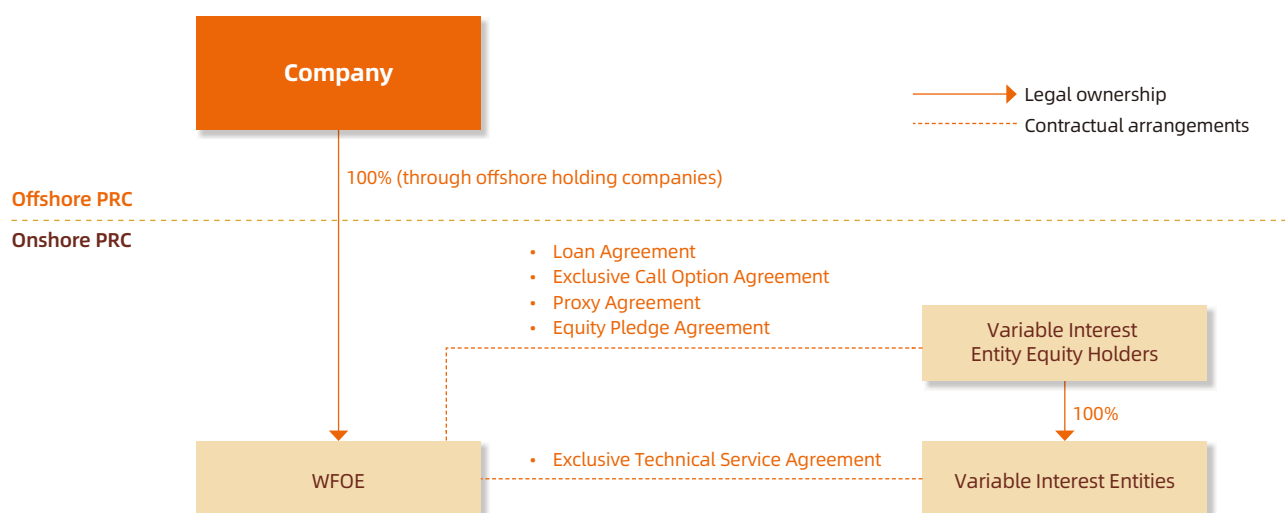 Company
Legal ownership
Contractual arrangements
100% (through offshore holding companies)
Offshore PRC
Onshore PRC
• Loan Agreement
• Exclusive Call Option Agreement
• Proxy Agreement
• Equity Pledge Agreement
Variable Interest
Entity Equity Holders
100%
WFOE
• Exclusive Technical Service Agreement
Variable Interest Entities